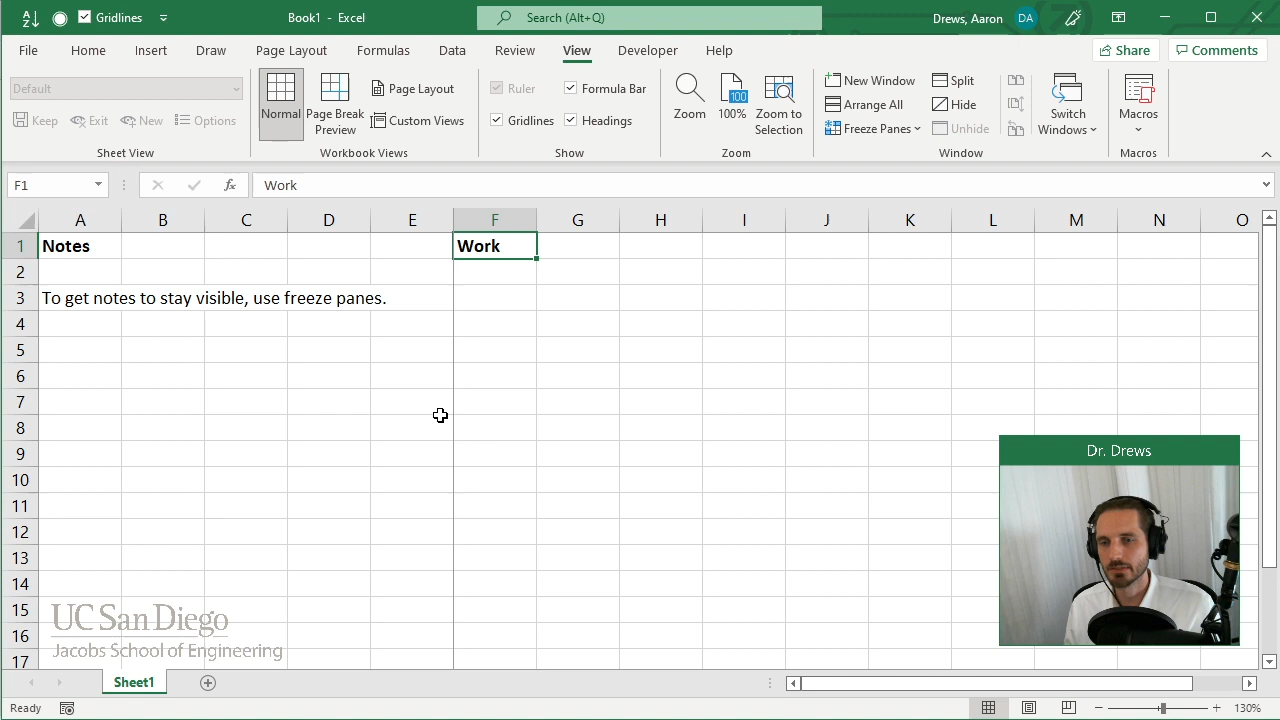 Gridlines
Book1 - Excel
Search (Alt+Q)
Drews, Aaron
DA
File Home Insert Draw Page Layout Formulas Data Review View Developer Help
Share
Comments
Default
Keep Exit New Options
Sheet View
Normal
Page Break Preview
Page Layout
Custom Views
Workbook Views
Ruler
Formula Bar
Gridlines
Headings
Show
Zoom
100
100%
Zoom to Selection
Zoom
New Window
Arrange All
Freeze Panes
Split
Hide
Unhide
Switch Windows
Window
Macros
Macros
F1
fx
Work
A B C D E F G H I J K L M N O
1 Notes Work
2
3 To get notes to stay visible, use freeze panes.
4
5
6
7
8
9
10
11
12
13
14
15
16
17
Dr. Drews
UC San Diego
Jacobs School of Engineering
Sheet1
Ready
130%